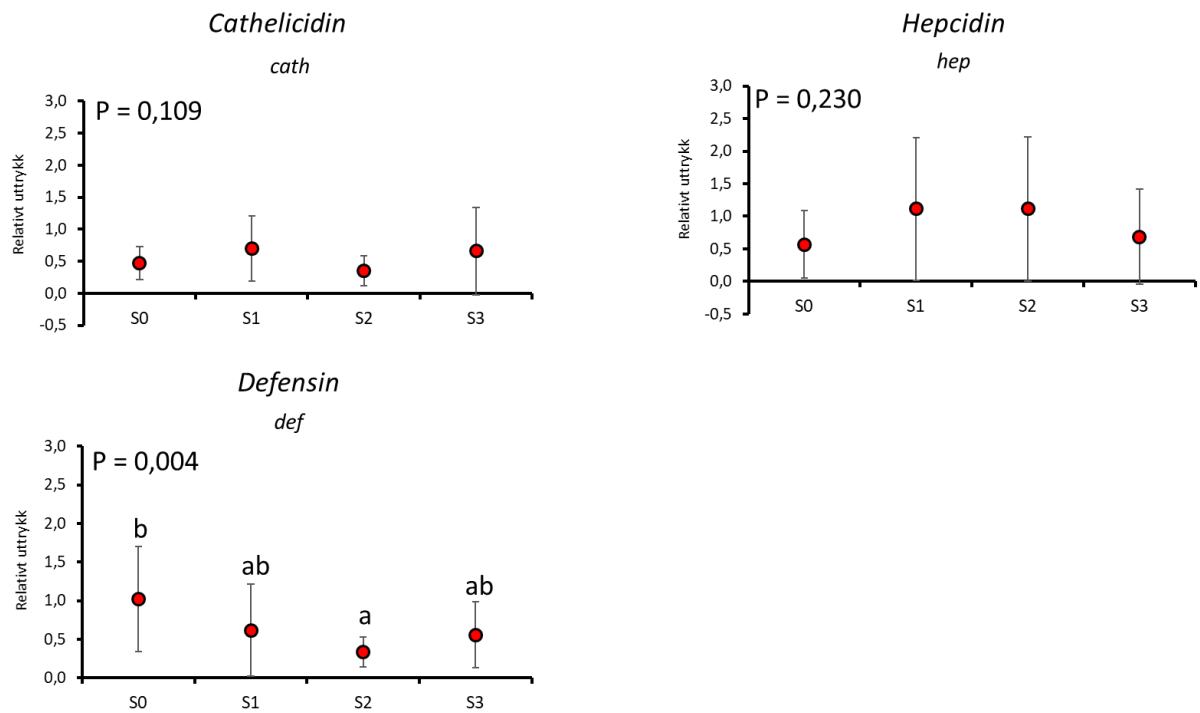 Cathelicidin
cath
P = 0,109
Relativt uttrykk
3,0
2,5
2,0
1,5
1,0
0,5
0,0
-0,5
S0 S1 S2 S3
Hepcidin
hep
P = 0,230
Relativt uttrykk
3,0
2,5
2,0
1,5
1,0
0,5
0,0
-0,5
S0 S1 S2 S3
Defensin
def
P = 0,004
Relativt uttrykk
3,0
2,5
2,0
1,5
1,0
0,5
0,0
b ab a ab
S0 S1 S2 S3